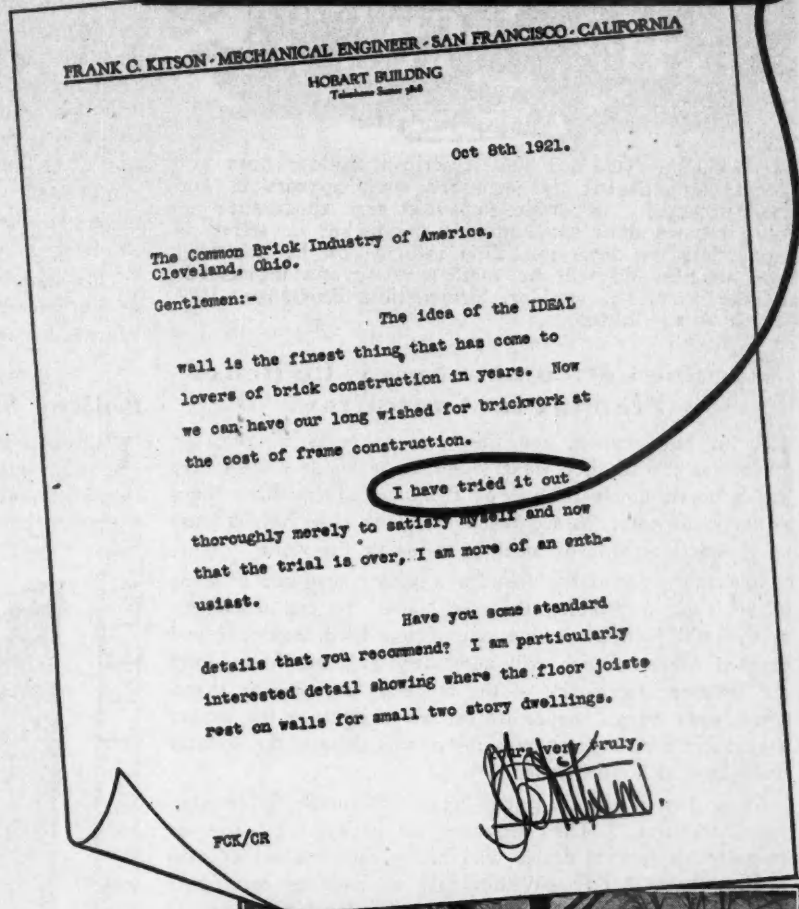 FRANK C. KITSON - MECHANICAL ENGINEER - SAN FRANCISCO - CALIFORNIA
HOBART BUILDING
Telephone
Oct 8th 1921.
The Common Brick Industry of America,
Cleveland, Ohio.
Gentlemen:-
The idea of the IDEAL
wall is the finest thing that has come to
lovers of brick construction in years. Now
we can have our long wished for brickwork at
the cost of frame construction.
I have tried it out
thoroughly merely to satisfy myself and now
that the trial is over, I am more of an enth-
usiast.
Have you some standard
details that you recommend? I am particularly
interested detail showing where the floor joists
rest on walls for small two story dwellings.
Yours very truly,
FCK/CR